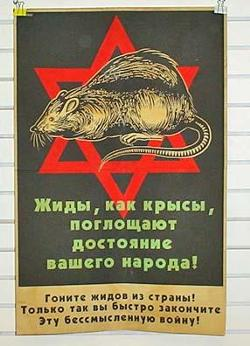 Жиды, как крысы,
поглощают
достояние
вашего народа!
Гоните жидов из страны!
Только так вы быстро закончите
Эту бессмысленную войну!